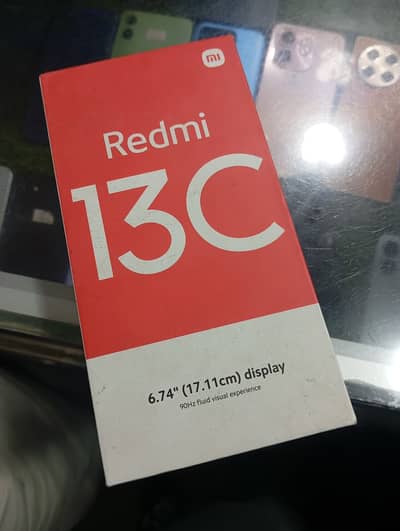 mi
Redmi
13C
6.74" (17.11cm) display
90Hz fluid visual experience